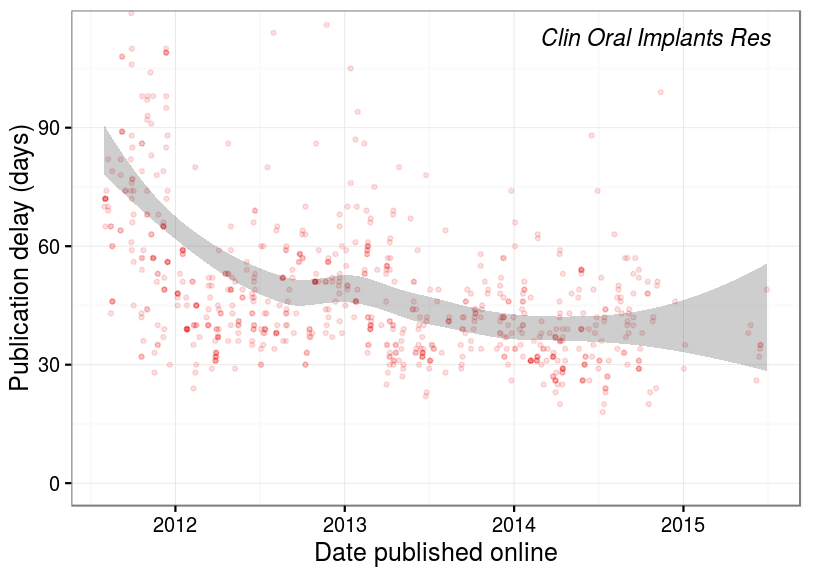 Clin Oral Implants Res
Publication delay (days)
90
60
30
0
2012 2013 2014 2015
Date published online